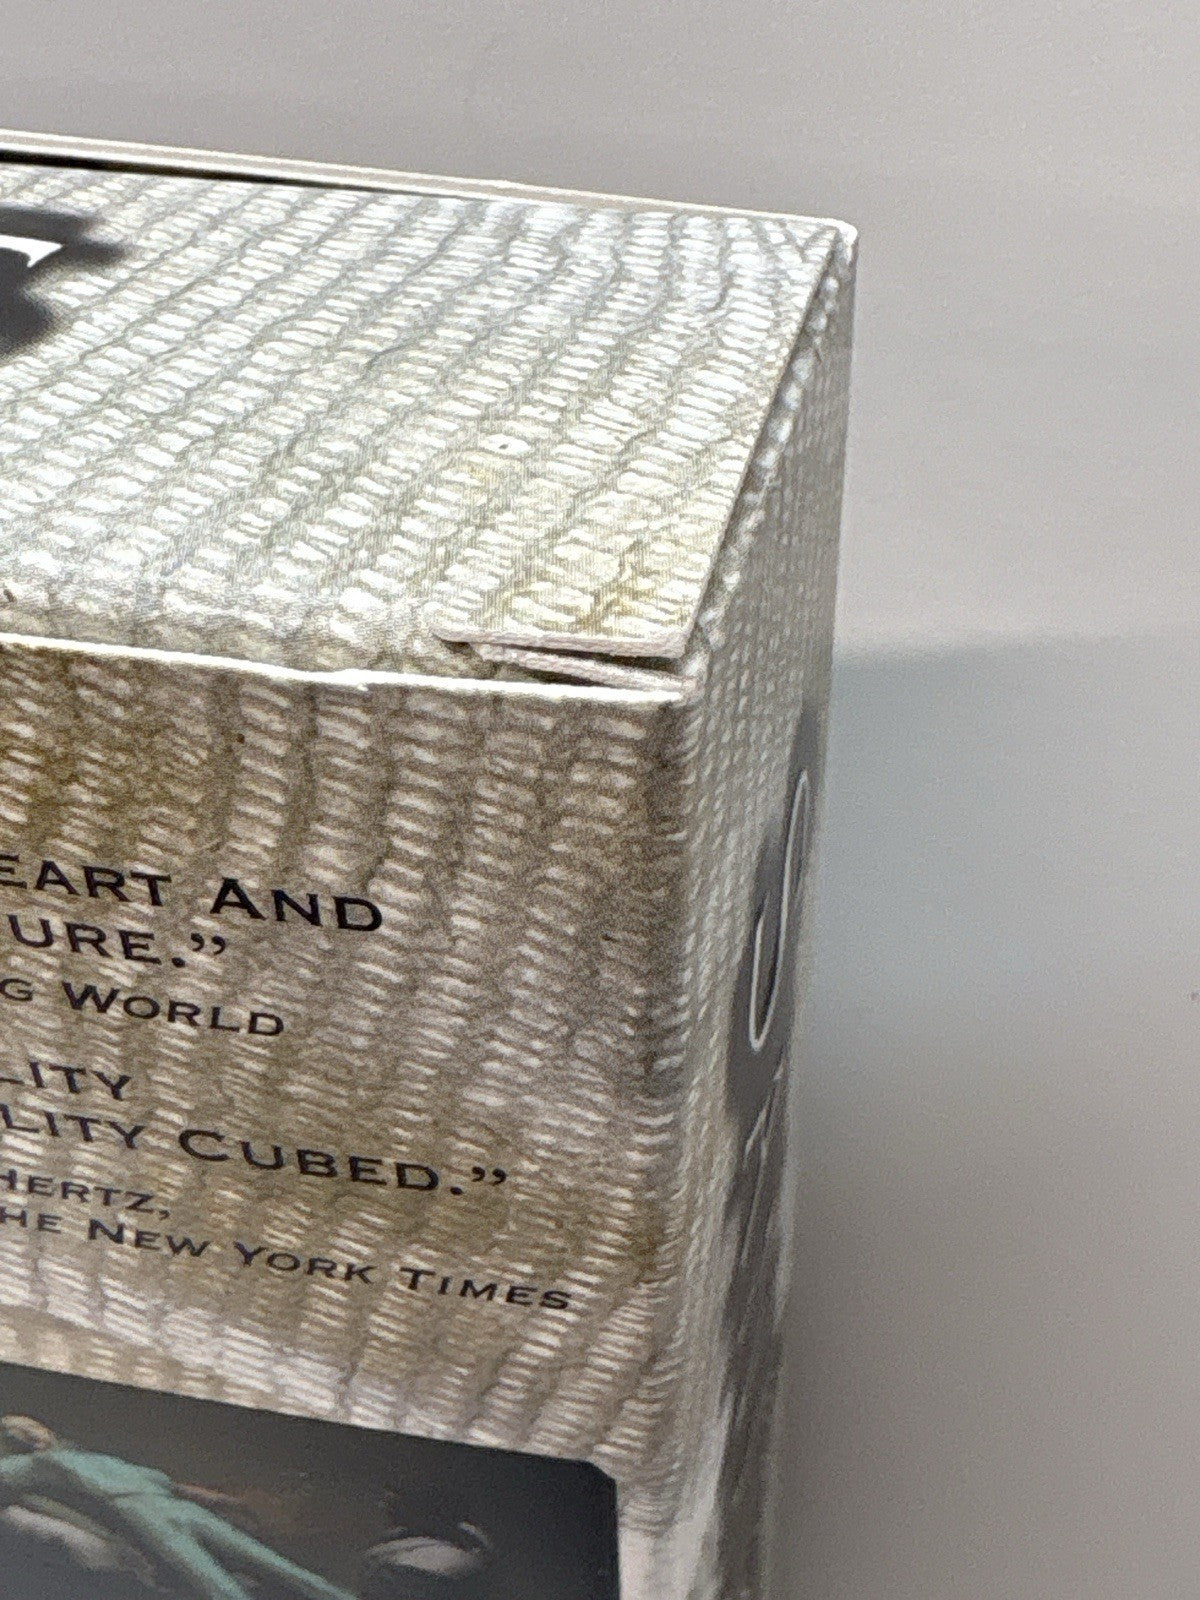 EART AND
URE.”
G WORLD
LITY
LITY CUBED.”
HERTZ,
HE NEW YORK TIMES